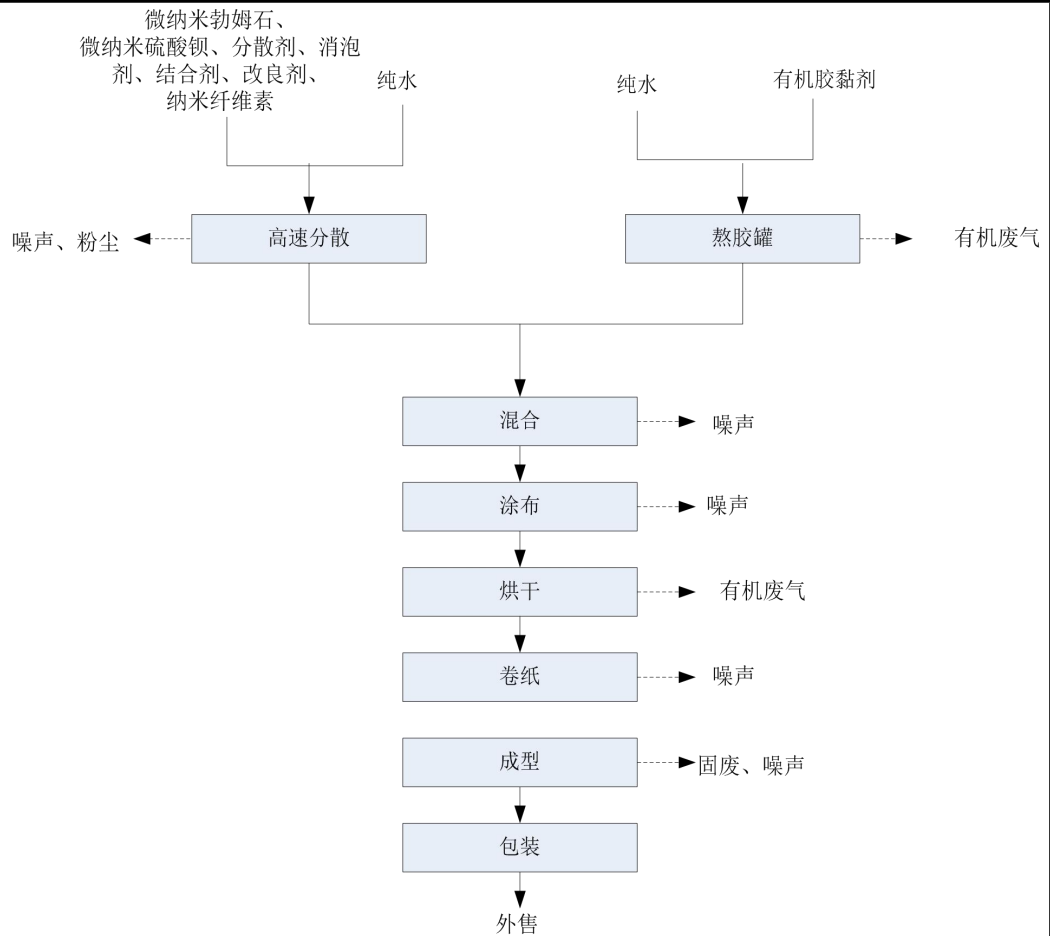 微纳米勃姆石、
微纳米硫酸钡、分散剂、消泡
剂、结合剂、改良剂、
纳米纤维素
纯水
纯水
有机胶黏剂
噪声、粉尘
高速分散
熬胶罐
有机废气
混合
噪声
涂布
噪声
烘干
有机废气
卷纸
噪声
成型
固废、噪声
包装
外售